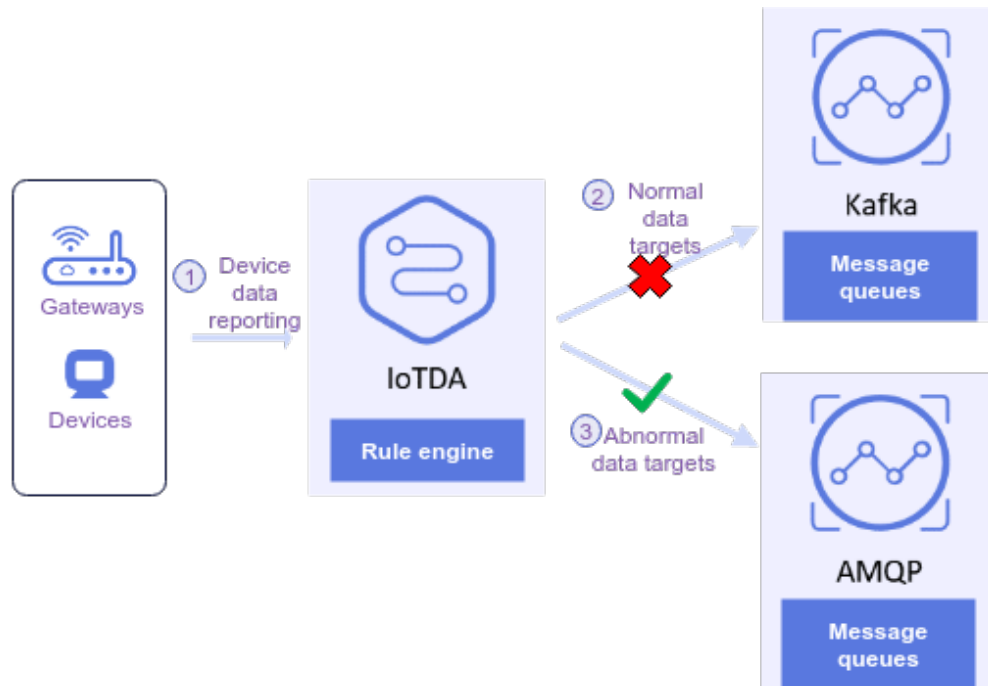 Gateways
Devices
1
Device
data
reporting
IoTDA
Rule engine
2
Normal
data
targets
3
Abnormal
data targets
Kafka
Message
queues
AMQP
Message
queues